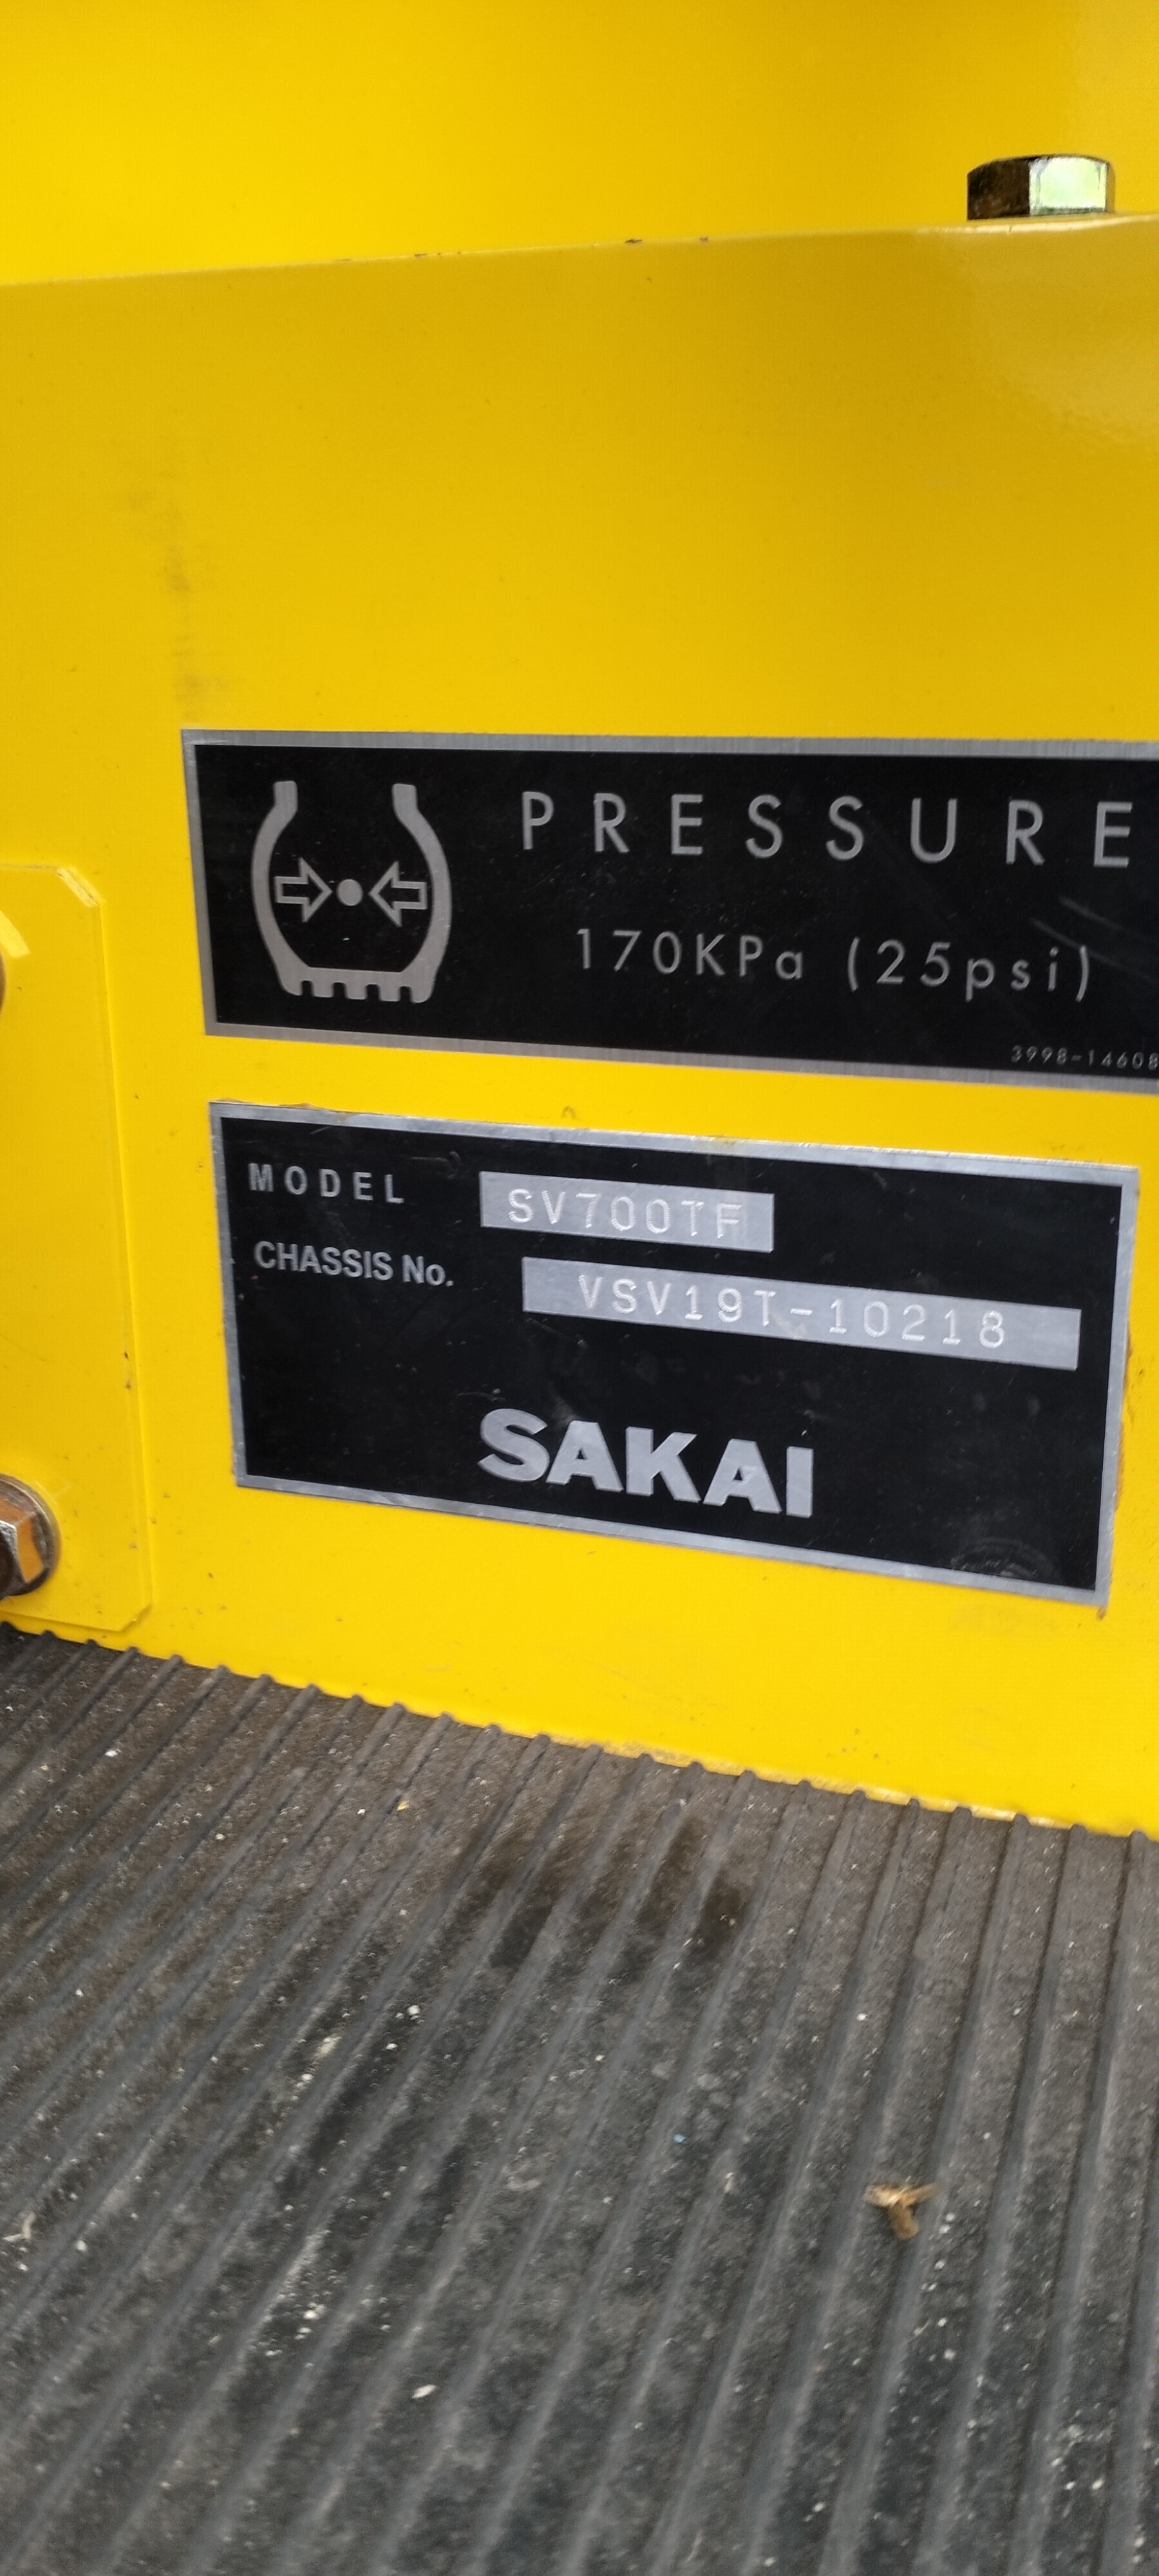 PRESSURE
170KPa (25psi)
3998-14608
MODEL SV700TF
CHASSIS No. VSV19T-10218
SAKAI